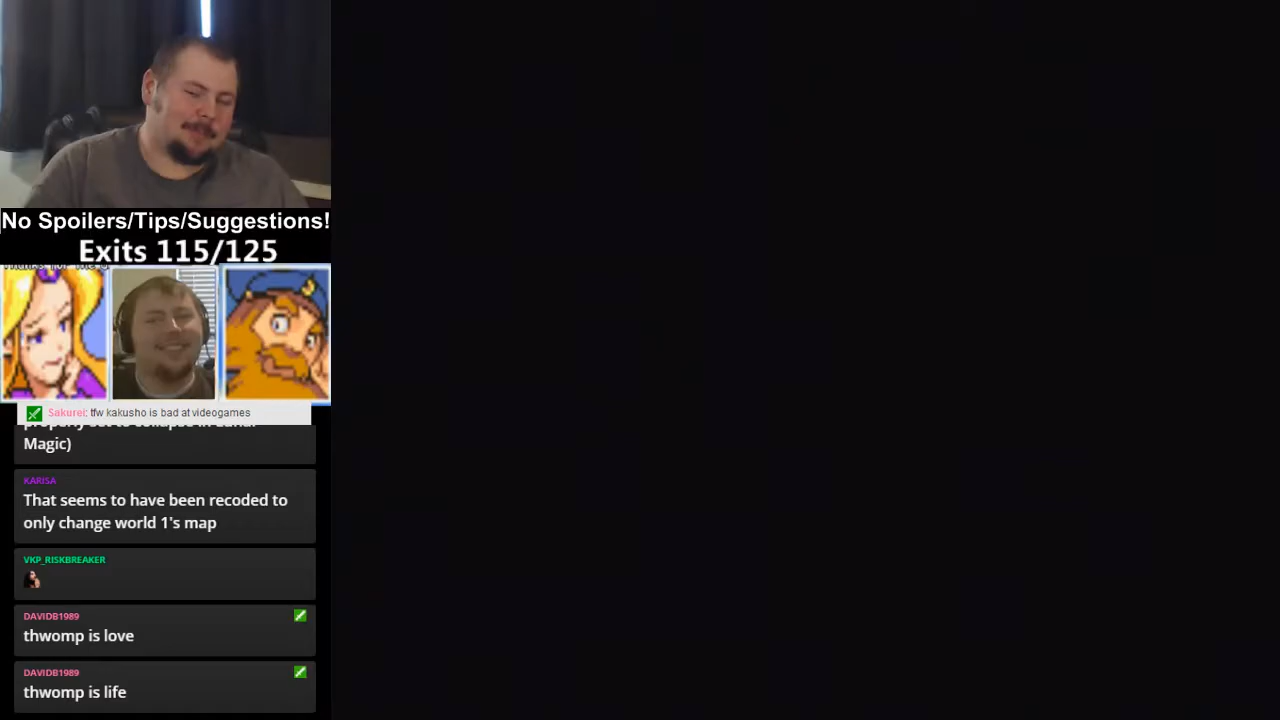 No Spoilers/Tips/Suggestions!
Exits 115/125
Sakurei: tfw kakusho is bad at videogames
Magic)
KARISA
That seems to have been recoded to
only change world 1's map
VKP_RISKBREAKER
DAVIDB1989
thwomp is love
DAVIDB1989
thwomp is life